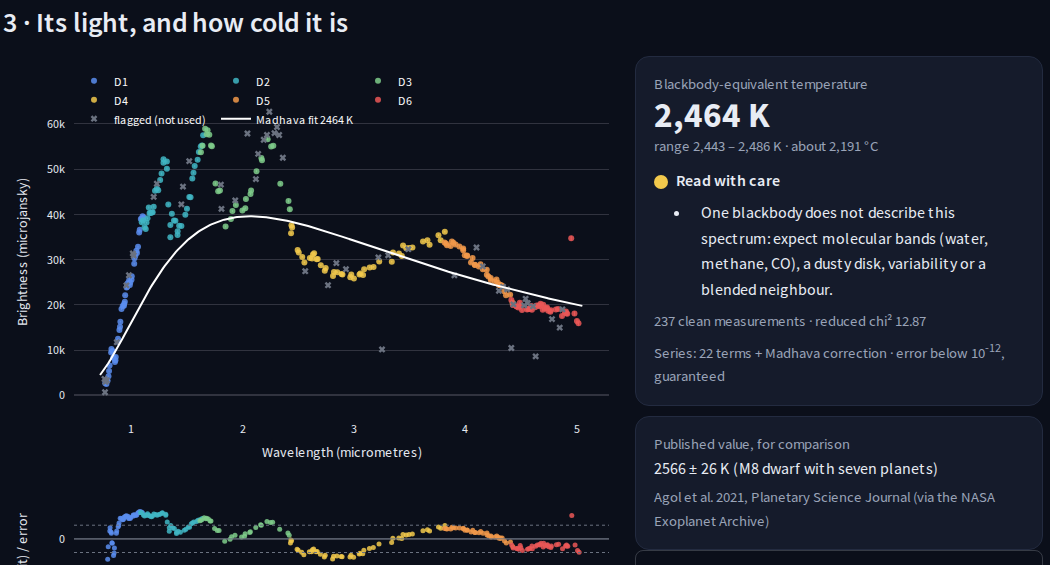 3 · Its light, and how cold it is
D1
D2
D3
D4
D5
D6
flagged (not used)
Madhava fit 2464 K
60k
50k
40k
30k
20k
10k
0
Brightness (microjansky)
1
2
3
4
5
Wavelength (micrometres)
0
t) / error
Blackbody-equivalent temperature
2,464 K
range 2,443 – 2,486 K · about 2,191 °C
Read with care
• One blackbody does not describe this
spectrum: expect molecular bands (water,
methane, CO), a dusty disk, variability or a
blended neighbour.
237 clean measurements · reduced chi² 12.87
Series: 22 terms + Madhava correction · error below 10⁻¹²,
guaranteed
Published value, for comparison
2566 ± 26 K (M8 dwarf with seven planets)
Agol et al. 2021, Planetary Science Journal (via the NASA
Exoplanet Archive)